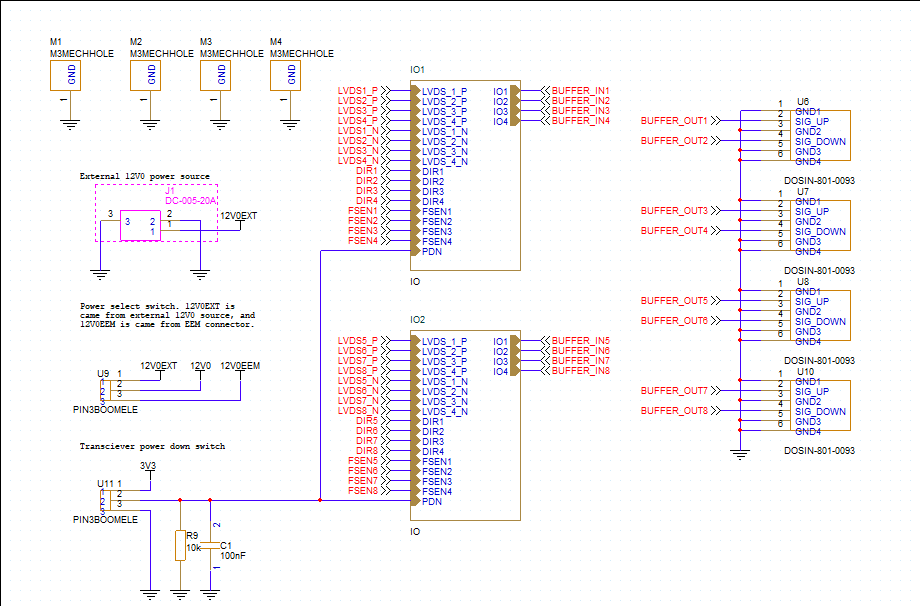 M1 M2 M3 M4
M3MECHHOLE M3MECHHOLE M3MECHHOLE M3MECHHOLE
GND GND GND GND
1 1 1 1
External 12V0 power source
J1
DC-005-20A
3 3 2 2
1 1
12V0EXT
Power select switch. 12V0EXT is
came from external 12V0 source, and
12V0EEM is came from EEM connector.
12V0EXT 12V0 12V0EEM
U9 1
1 2
2 3
3
PIN3BOOMELE
Transciever power down switch
3V3
U11 1
1 2
2 3
3
PIN3BOOMELE
R9
10k
2
C1
100nF
1
IO1
LVDS1_P LVDS_1_P IO1 BUFFER_IN1
LVDS2_P LVDS_2_P IO2 BUFFER_IN2
LVDS3_P LVDS_3_P IO3 BUFFER_IN3
LVDS4_P LVDS_4_P IO4 BUFFER_IN4
LVDS1_N LVDS_1_N
LVDS2_N LVDS_2_N
LVDS3_N LVDS_3_N
LVDS4_N LVDS_4_N
DIR1 DIR1
DIR2 DIR2
DIR3 DIR3
DIR4 DIR4
FSEN1 FSEN1
FSEN2 FSEN2
FSEN3 FSEN3
FSEN4 FSEN4
PDN
IO
IO2
LVDS5_P LVDS_1_P IO1 BUFFER_IN5
LVDS6_P LVDS_2_P IO2 BUFFER_IN6
LVDS7_P LVDS_3_P IO3 BUFFER_IN7
LVDS8_P LVDS_4_P IO4 BUFFER_IN8
LVDS5_N LVDS_1_N
LVDS6_N LVDS_2_N
LVDS7_N LVDS_3_N
LVDS8_N LVDS_4_N
DIR5 DIR1
DIR6 DIR2
DIR7 DIR3
DIR8 DIR4
FSEN5 FSEN1
FSEN6 FSEN2
FSEN7 FSEN3
FSEN8 FSEN4
PDN
IO
U6
1 GND1
BUFFER_OUT1 2 SIG_UP
3 GND2
BUFFER_OUT2 4 SIG_DOWN
5 GND3
6 GND4
DOSIN-801-0093
U7
1 GND1
BUFFER_OUT3 2 SIG_UP
3 GND2
BUFFER_OUT4 4 SIG_DOWN
5 GND3
6 GND4
DOSIN-801-0093
U8
1 GND1
BUFFER_OUT5 2 SIG_UP
3 GND2
BUFFER_OUT6 4 SIG_DOWN
5 GND3
6 GND4
DOSIN-801-0093
U10
1 GND1
BUFFER_OUT7 2 SIG_UP
3 GND2
BUFFER_OUT8 4 SIG_DOWN
5 GND3
6 GND4
DOSIN-801-0093